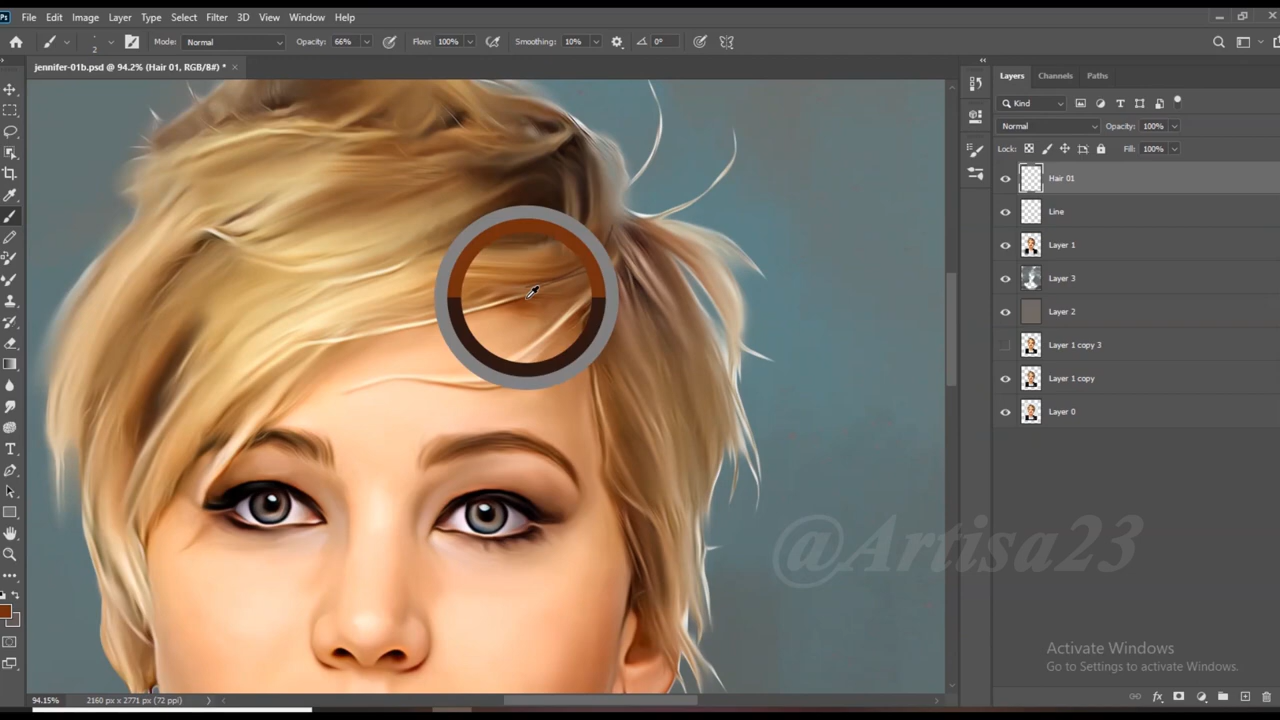 Ps File Edit Image Layer Type Select Filter 3D View Window Help
2 Mode: Normal Opacity: 66% Flow: 100% Smoothing: 10% 0°
jennifer-01b.psd @ 94.2% (Hair 01, RGB/8#) *
Layers Channels Paths
Kind
Normal Opacity: 100%
Lock: Fill: 100%
Hair 01
Line
Layer 1
Layer 3
Layer 2
Layer 1 copy 3
Layer 1 copy
Layer 0
@Artisa23
Activate Windows
Go to Settings to activate Windows.
94.15% 2160 px x 2771 px (72 ppi)